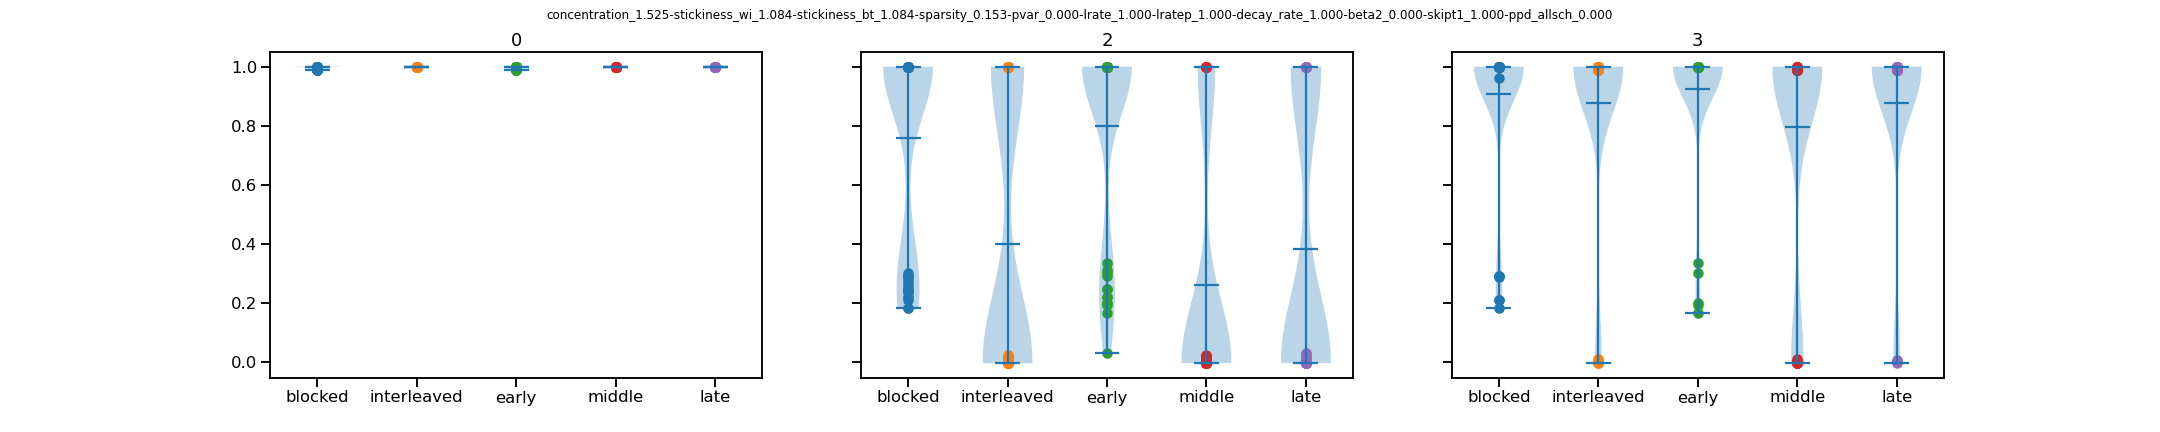 concentration_1.525-stickiness_wi_1.084-stickiness_bt_1.084-sparsity_0.153-pvar_0.000-lrate_1.000-lratep_1.000-decay_rate_1.000-beta2_0.000-skipt1_1.000-ppd_allsch_0.000
0 2 3
1.0
0.8
0.6
0.4
0.2
0.0
blocked interleaved early middle late blocked interleaved early middle late blocked interleaved early middle late